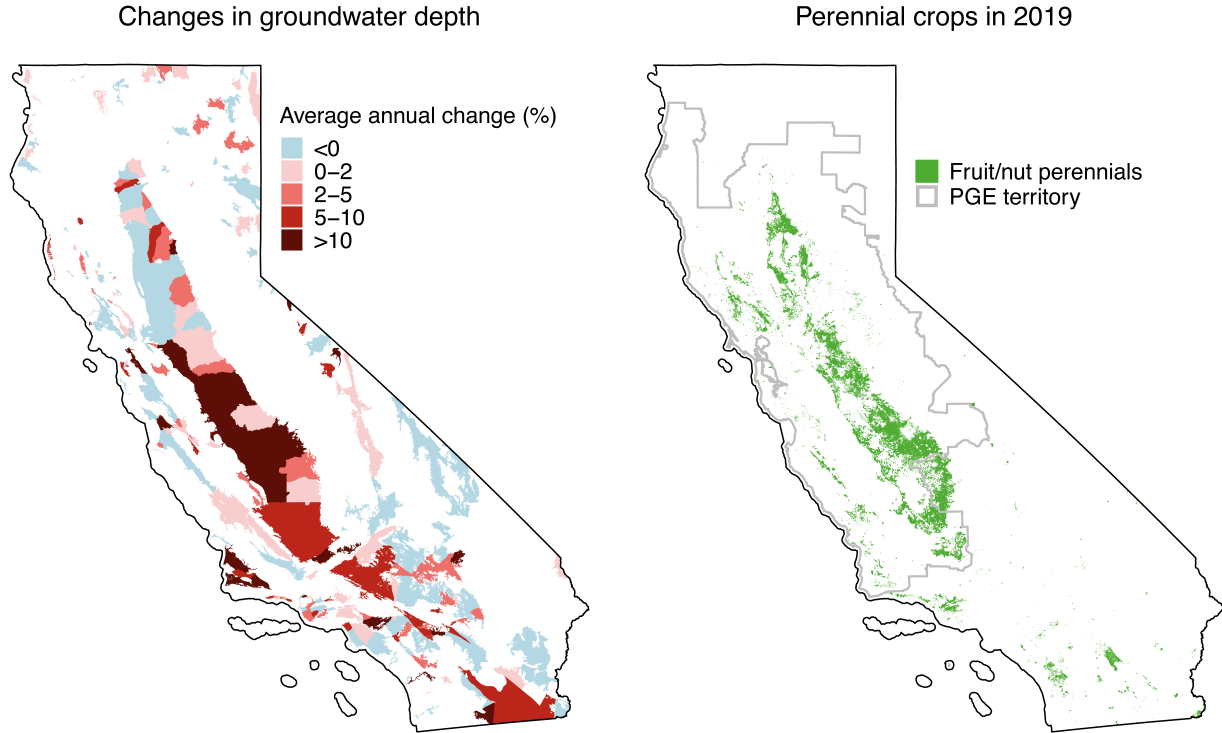 Changes in groundwater depth
Perennial crops in 2019
Average annual change (%)
<0
0−2
2−5
5−10
>10
Fruit/nut perennials
PGE territory